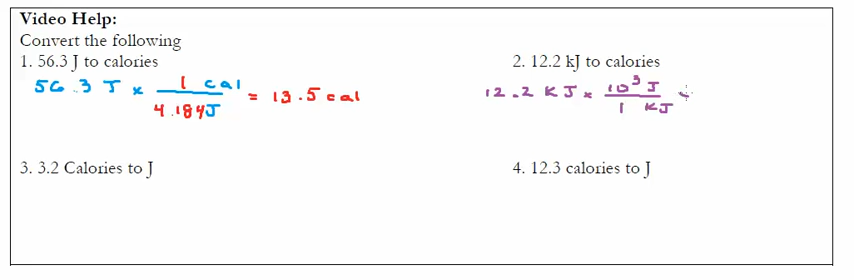 Video Help:
Convert the following
1. 56.3 J to calories
56.3 J x 1 cal / 4.184J = 13.5 cal
2. 12.2 kJ to calories
12.2 KJ x 10³ J / 1 KJ
3. 3.2 Calories to J
4. 12.3 calories to J